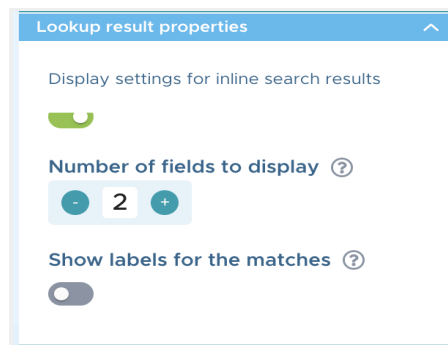 Lookup result properties
Display settings for inline search results
Number of fields to display ?
- 2 +
Show labels for the matches ?